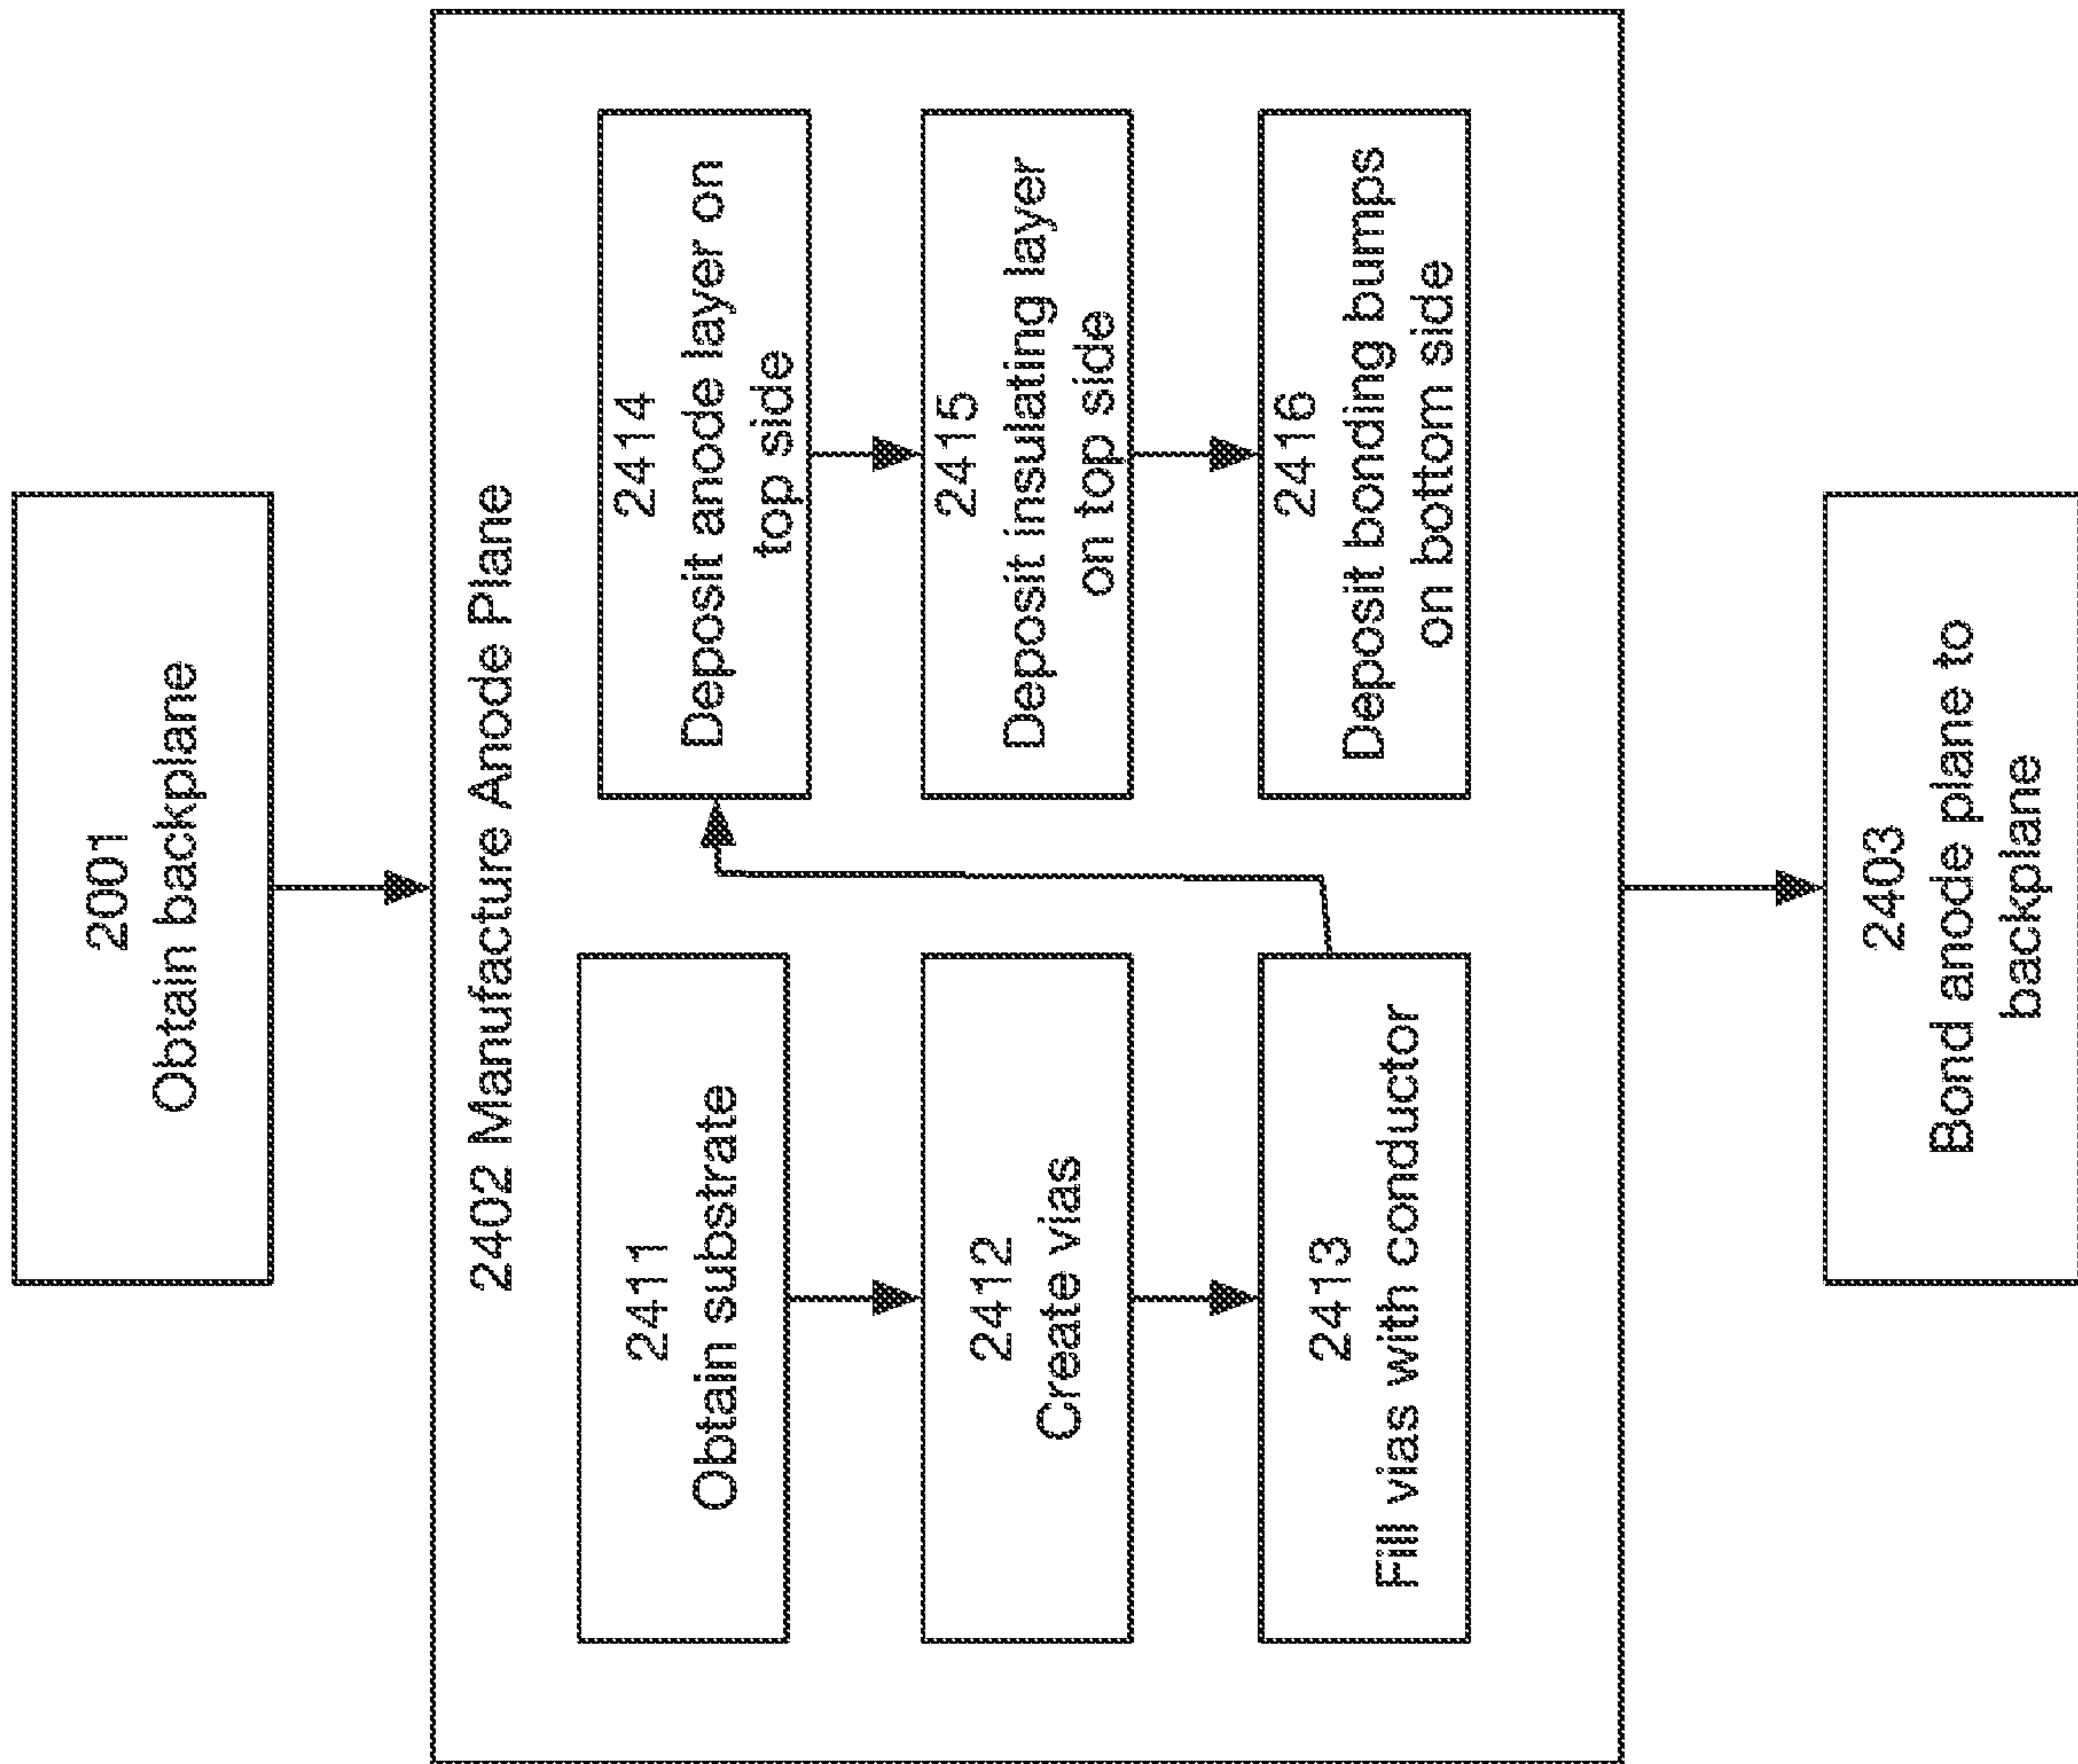 2001
Obtain backplane
2402 Manufacture Anode Plane
2411
Obtain substrate
2412
Create vias
2413
Fill vias with conductor
2414
Deposit anode layer on
top side
2415
Deposit insulating layer
on top side
2416
Deposit bonding bumps
on bottom side
2403
Bond anode plane to
backplane